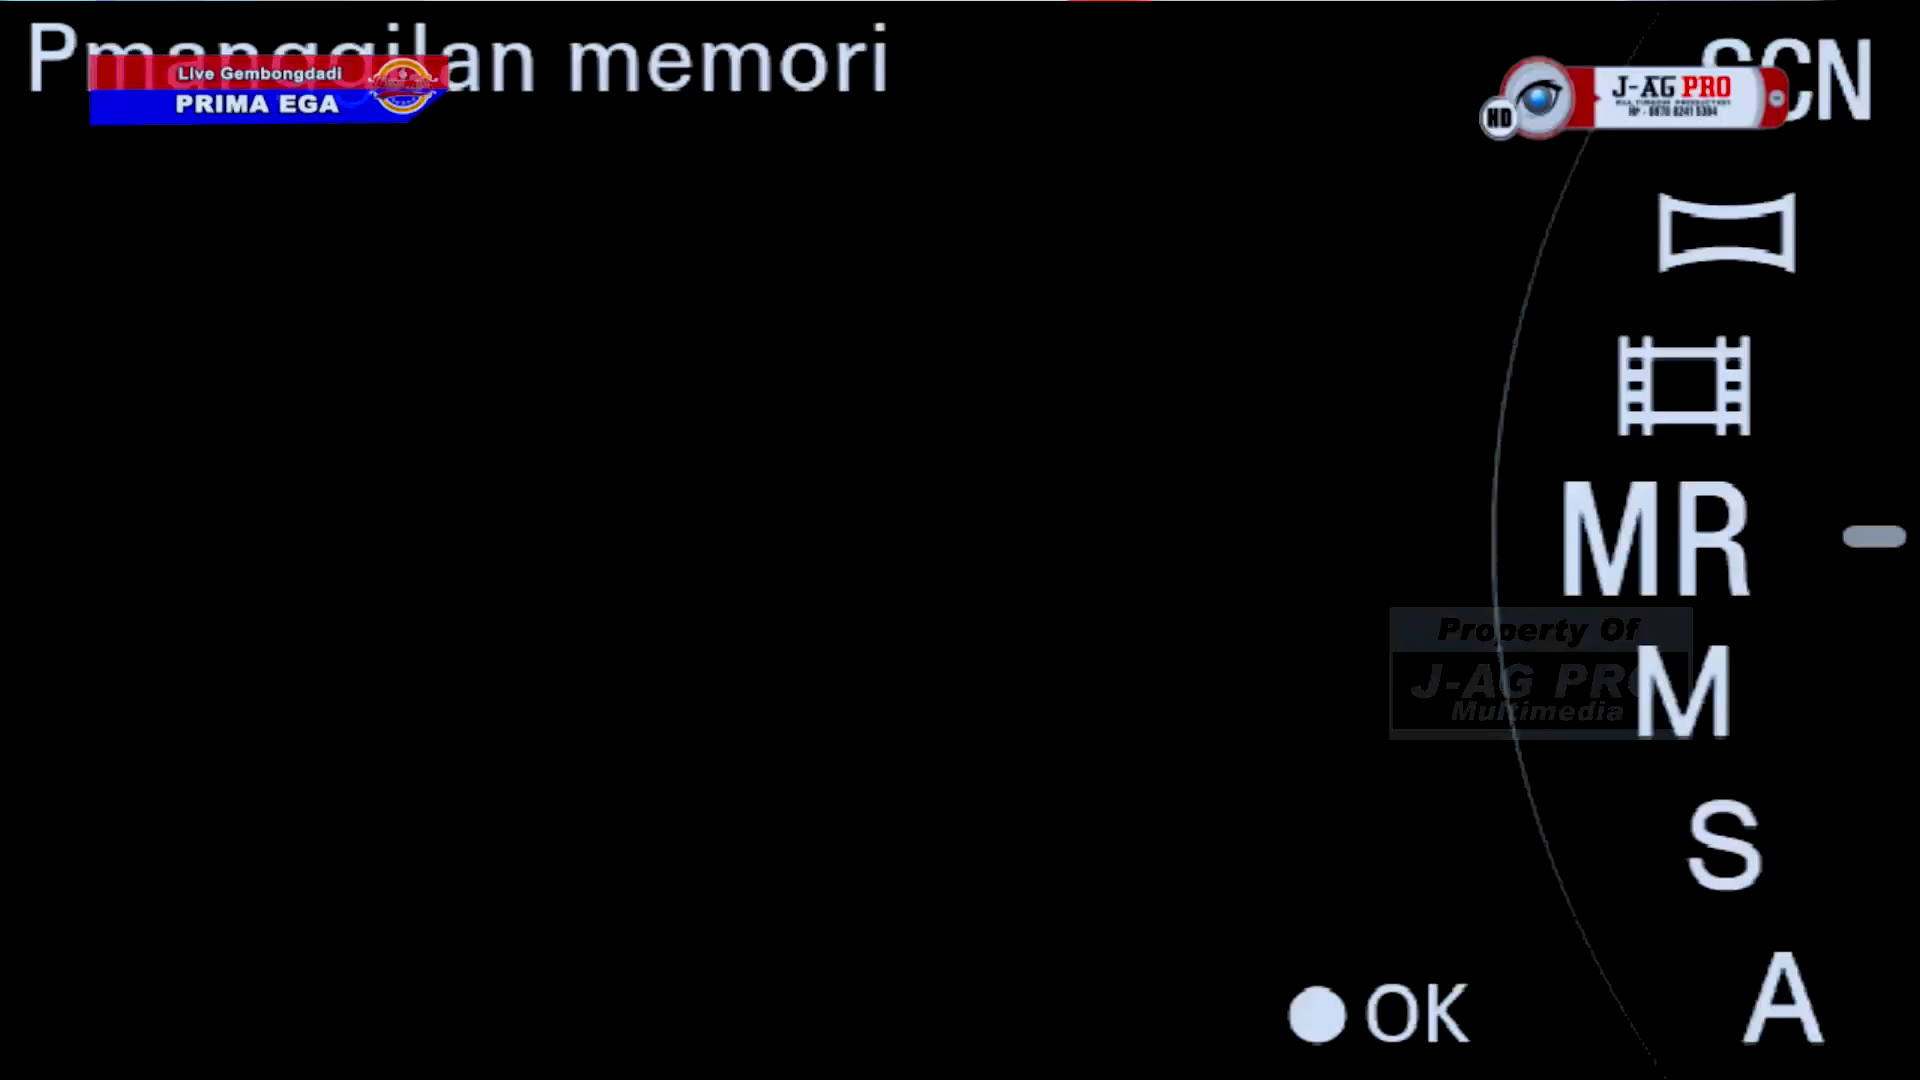 Pmanggilan memori
Live Gembongdadi
PRIMA EGA
SCN
J-AG PRO
HD
MR
Property Of
J-AG PRO
Multimedia
M
S
A
OK